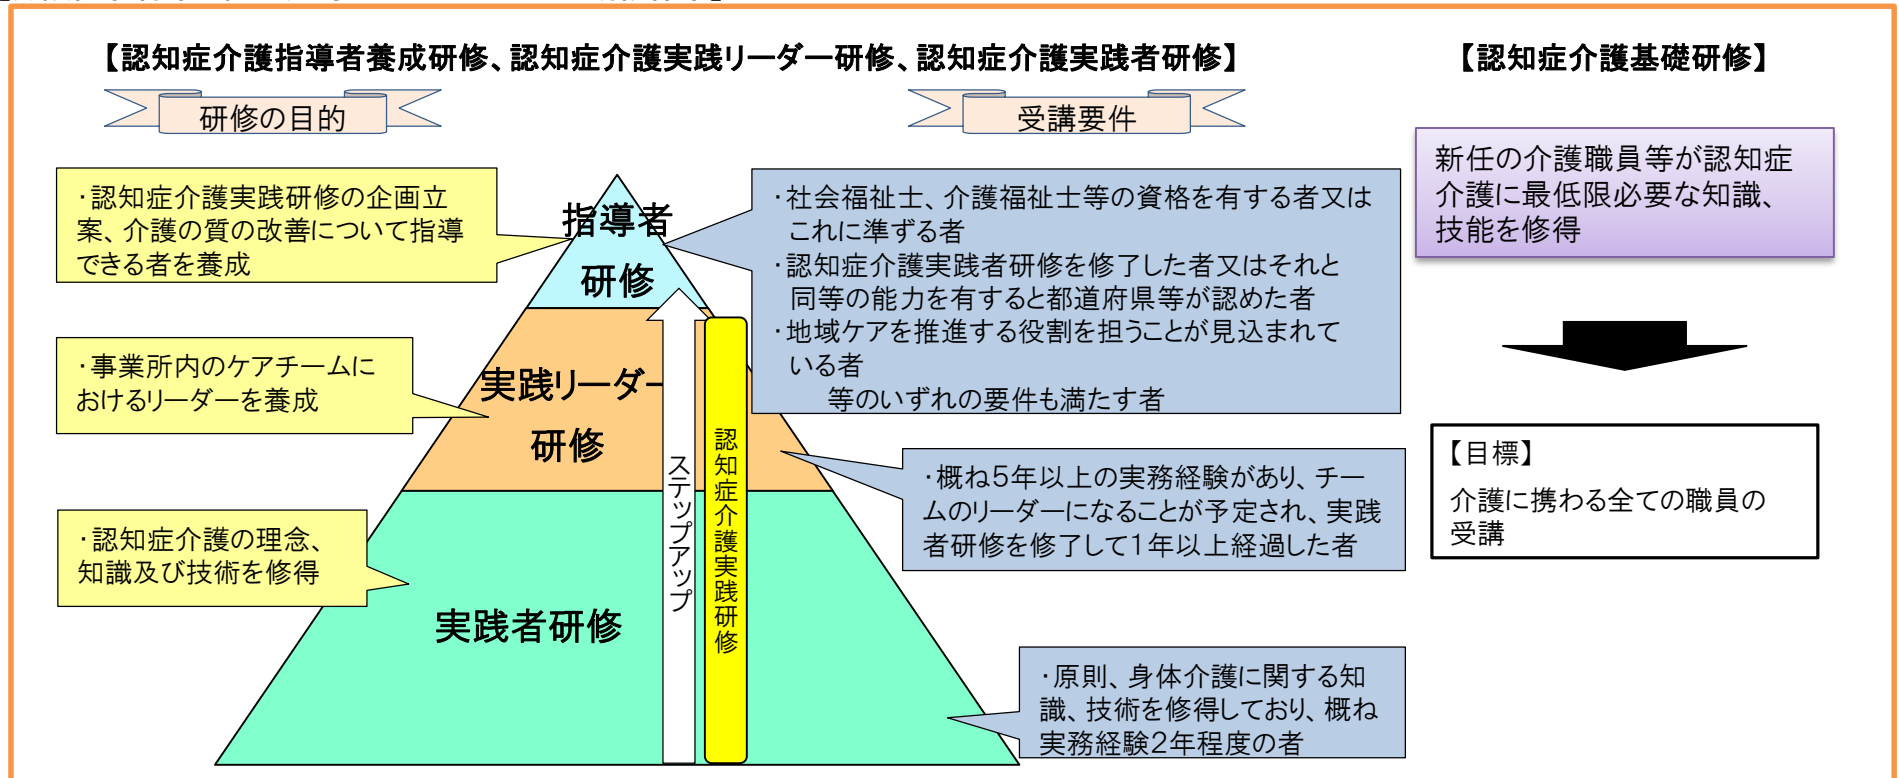 【認知症介護指導者養成研修、認知症介護実践リーダー研修、認知症介護実践者研修】
【認知症介護基礎研修】
研修の目的
受講要件
・認知症介護実践研修の企画立
案、介護の質の改善について指導
できる者を養成
・事業所内のケアチームに
おけるリーダーを養成
・認知症介護の理念、
知識及び技術を修得
指導者
研修
実践リーダー
研修
実践者研修
ステップアップ
認知症介護実践研修
・社会福祉士、介護福祉士等の資格を有する者又は
これに準ずる者
・認知症介護実践者研修を修了した者又はそれと
同等の能力を有すると都道府県等が認めた者
・地域ケアを推進する役割を担うことが見込まれて
いる者
等のいずれの要件も満たす者
・概ね5年以上の実務経験があり、チー
ムのリーダーになることが予定され、実践
者研修を修了して1年以上経過した者
・原則、身体介護に関する知
識、技術を修得しており、概ね
実務経験2年程度の者
新任の介護職員等が認知症
介護に最低限必要な知識、
技能を修得
【目標】
介護に携わる全ての職員の
受講